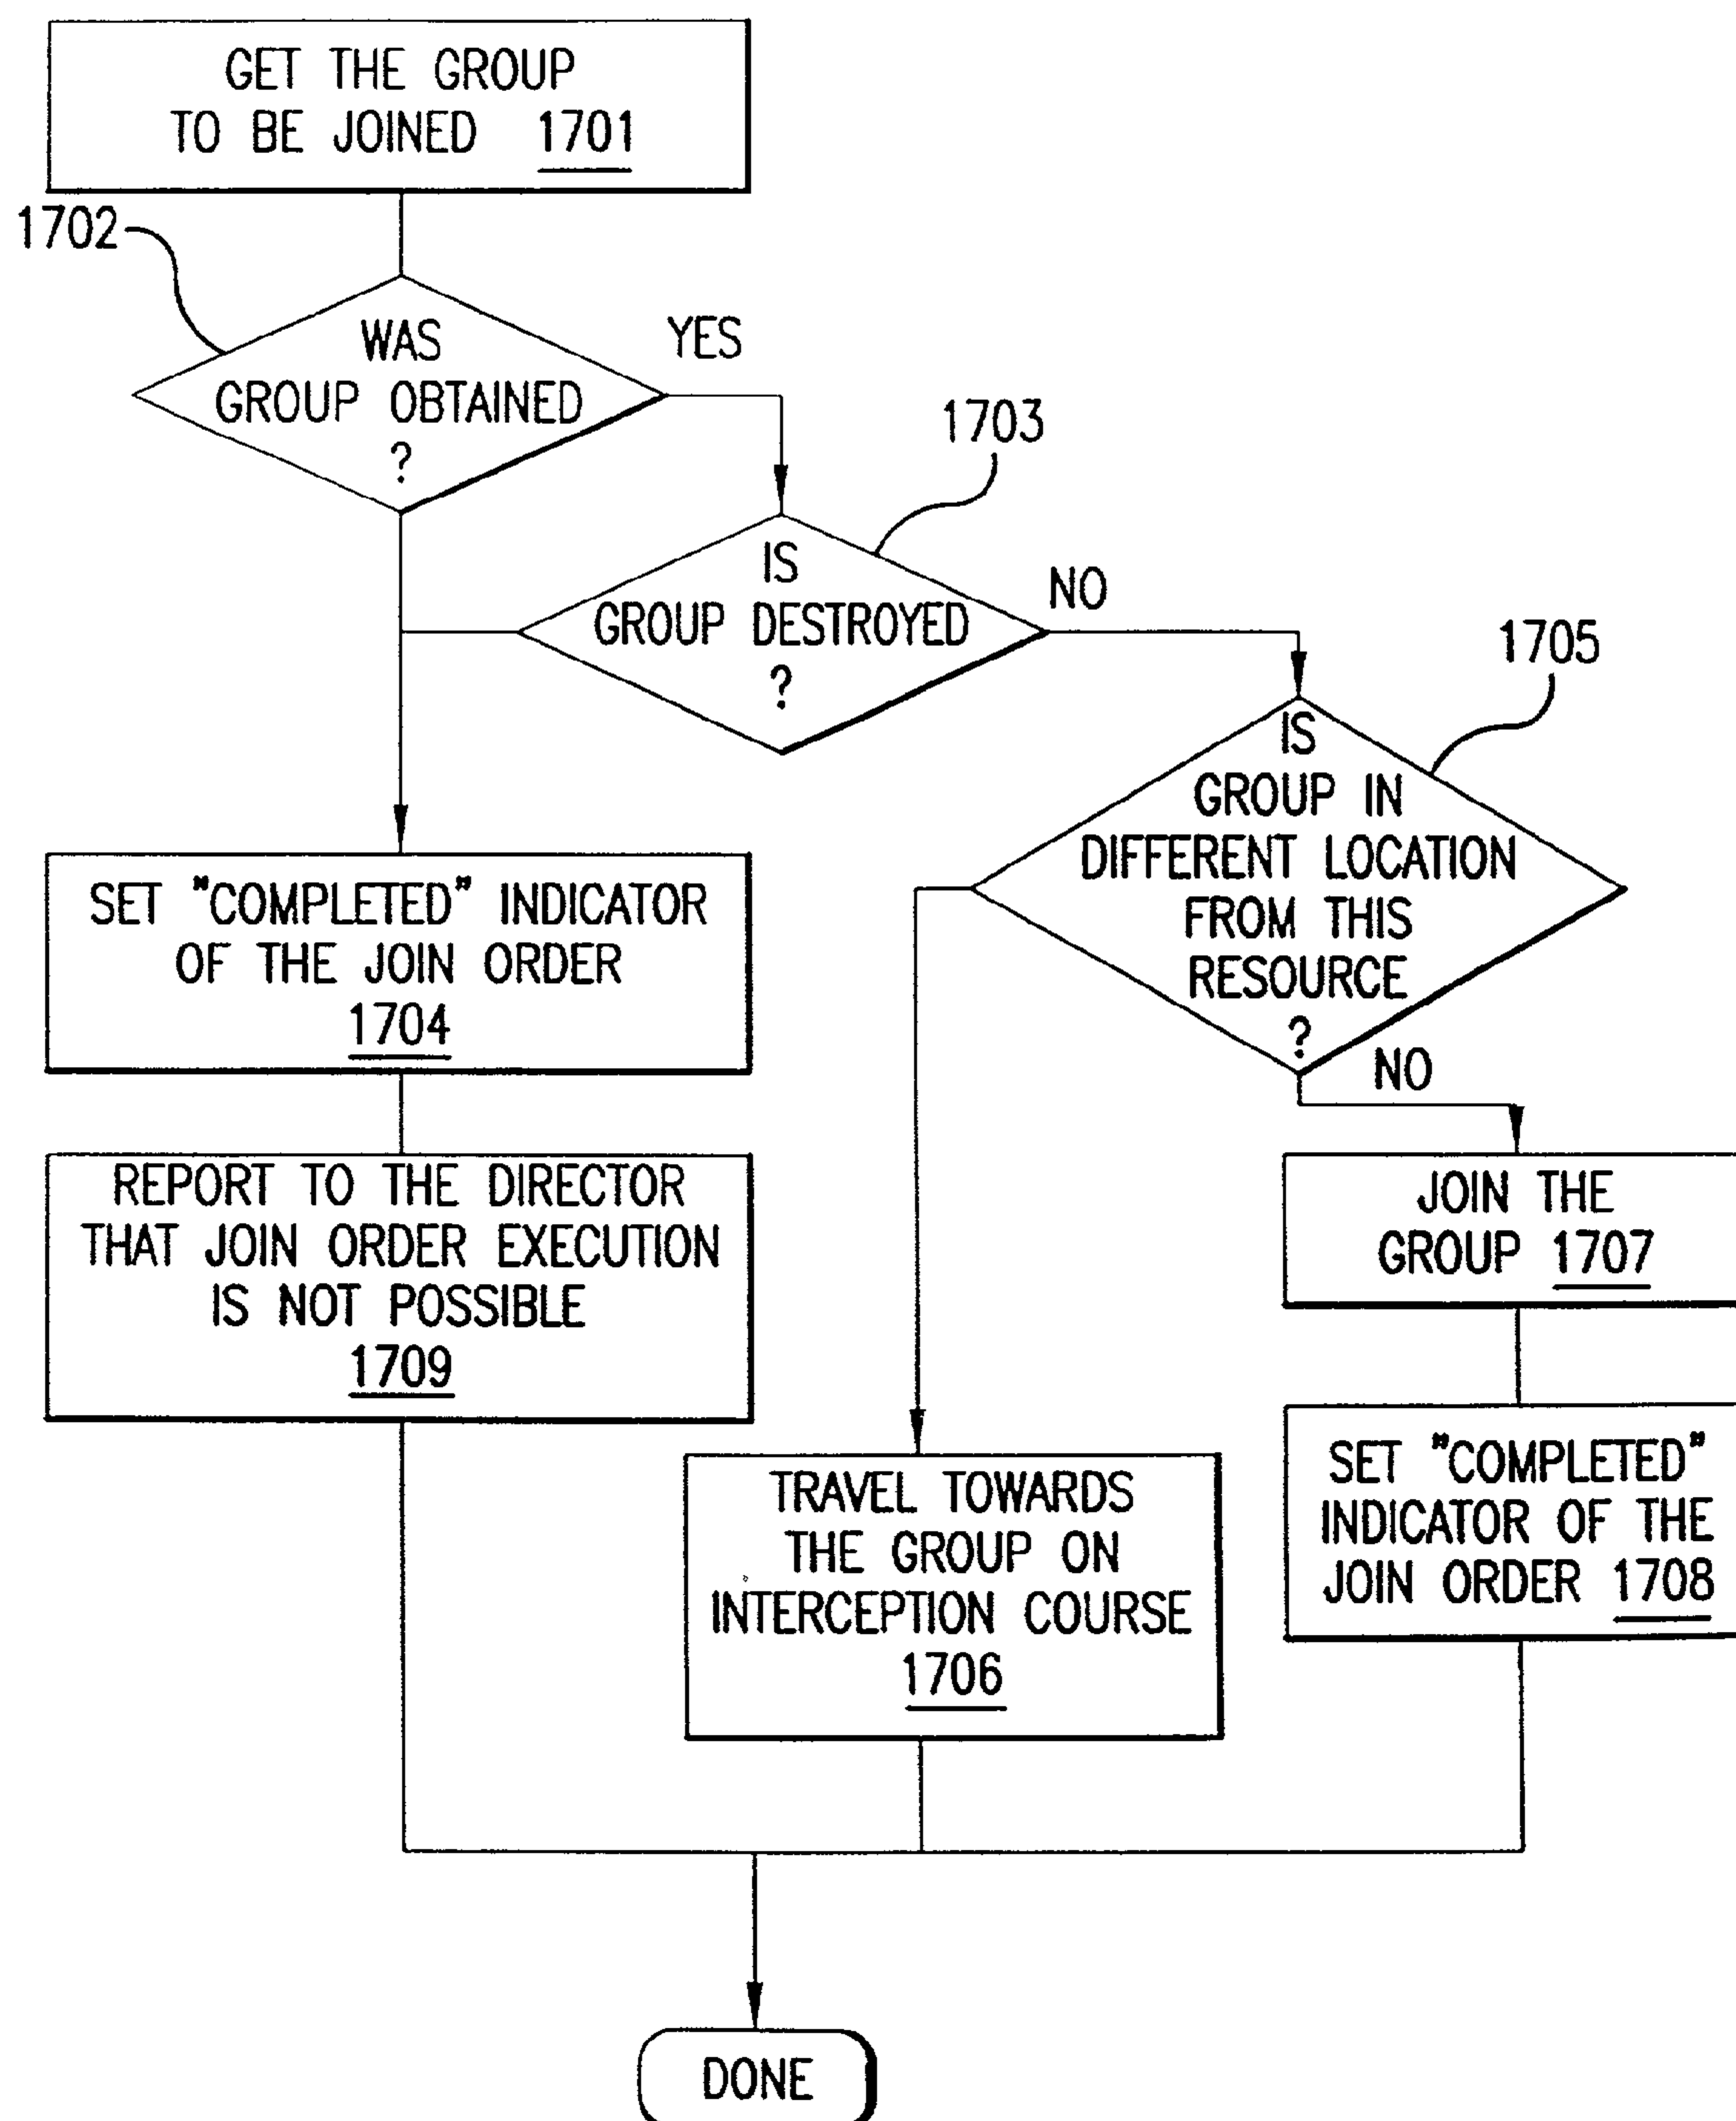 GET THE GROUP
TO BE JOINED 1701
1702
WAS
GROUP OBTAINED
?
YES
1703
IS
GROUP DESTROYED
?
NO
1705
IS
GROUP IN
DIFFERENT LOCATION
FROM THIS
RESOURCE
?
NO
SET "COMPLETED" INDICATOR
OF THE JOIN ORDER
1704
REPORT TO THE DIRECTOR
THAT JOIN ORDER EXECUTION
IS NOT POSSIBLE
1709
JOIN THE
GROUP 1707
TRAVEL TOWARDS
THE GROUP ON
INTERCEPTION COURSE
1706
SET "COMPLETED"
INDICATOR OF THE
JOIN ORDER 1708
DONE